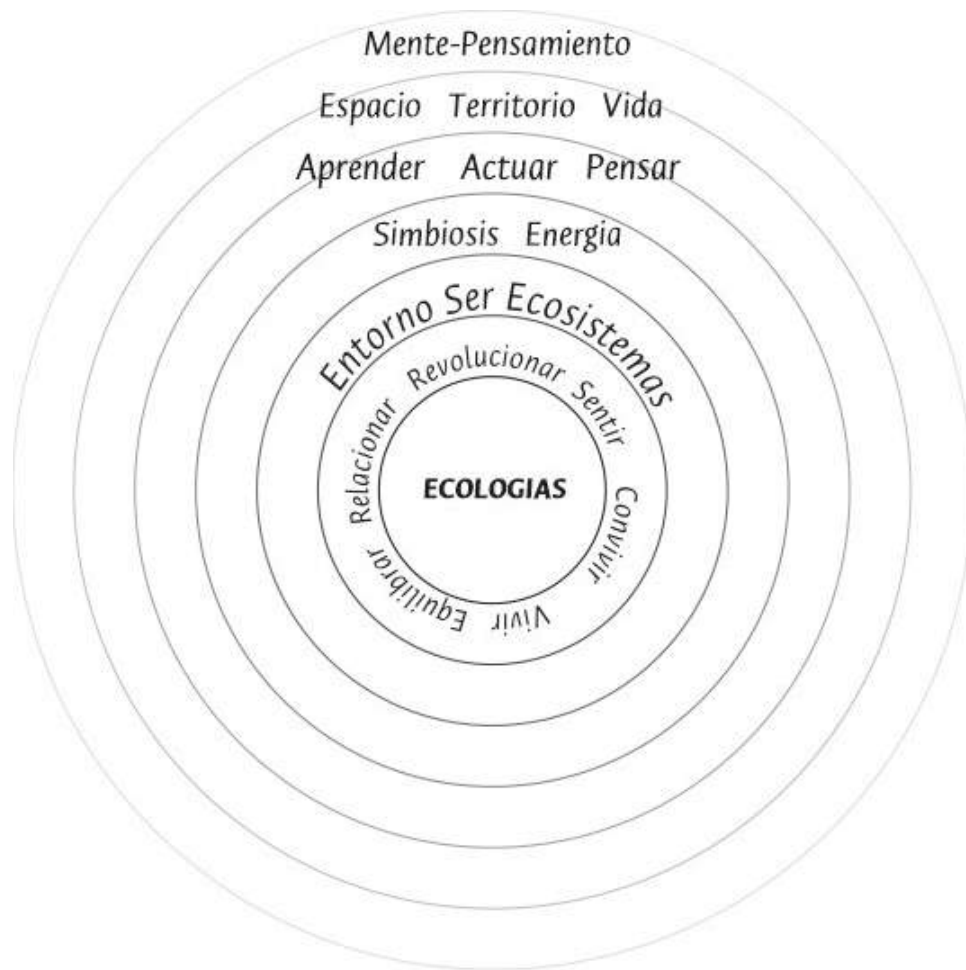 Mente-Pensamiento
Espacio Territorio Vida
Aprender Actuar Pensar
Simbiosis Energia
Entorno Ser Ecosistemas
Revolucionar Sentir Convivir Vivir Equilibrar Relacionar
ECOLOGIAS